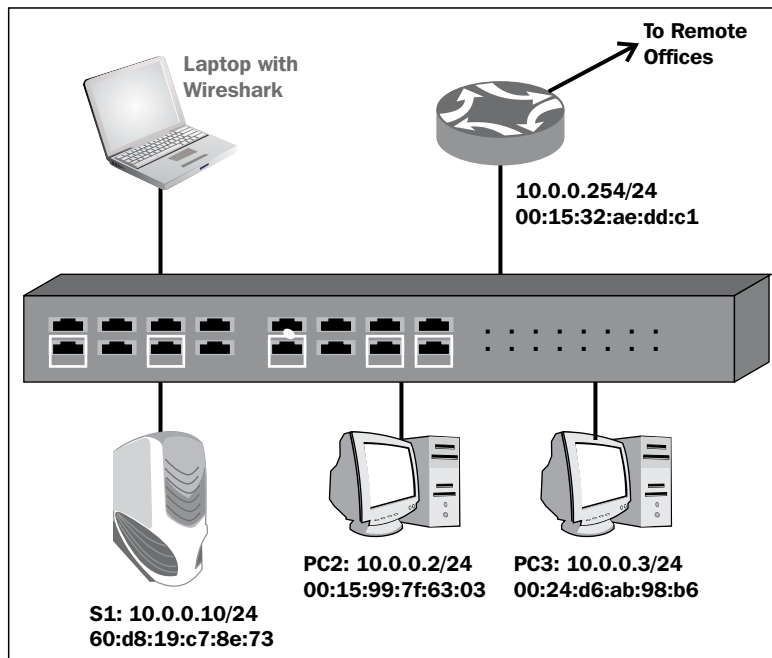 To Remote
Offices
Laptop with
Wireshark
10.0.0.254/24
00:15:32:ae:dd:c1
S1: 10.0.0.10/24
60:d8:19:c7:8e:73
PC2: 10.0.0.2/24
00:15:99:7f:63:03
PC3: 10.0.0.3/24
00:24:d6:ab:98:b6